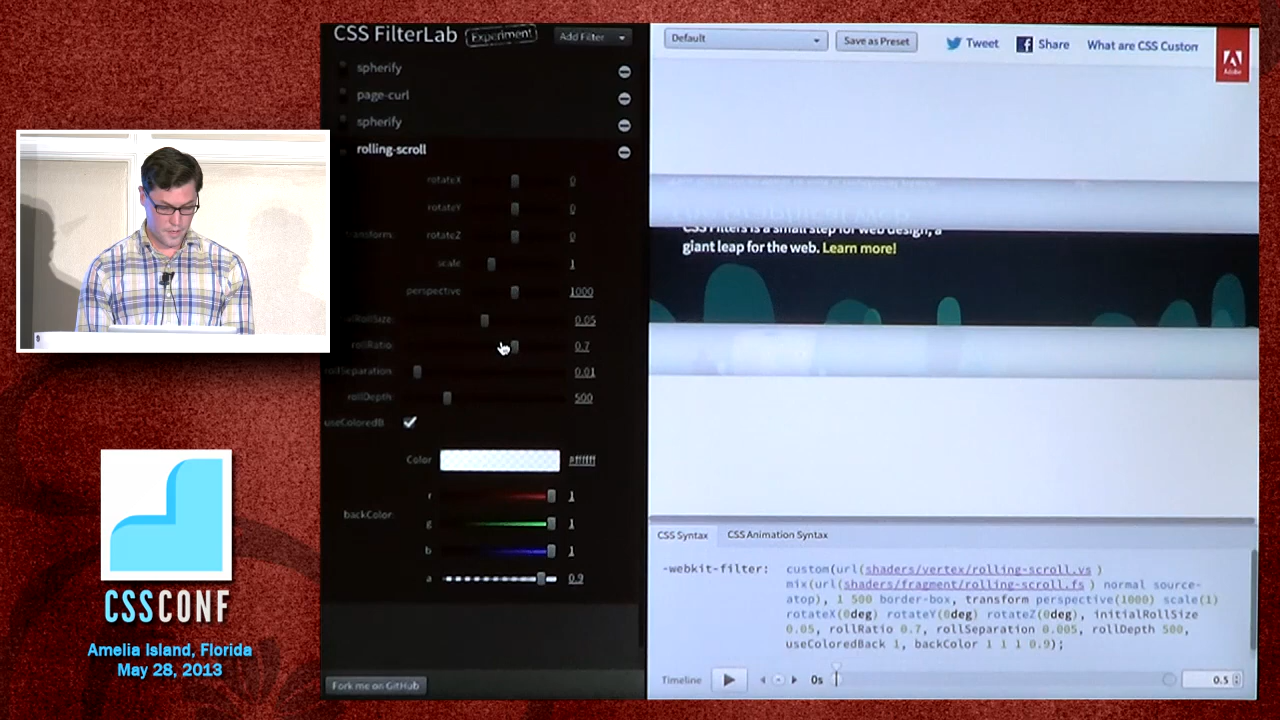 CSS FilterLab
Experiment
Add Filter
Default
Save as Preset
Tweet
Share
What are CSS Custom
Adobe
spherify
page-curl
spherify
rolling-scroll
rotateX 0
rotateY 0
rotateZ 0
scale 1
perspective 1000
0.05
rollRatio 0.7
0.01
rollDepth: 500
useColoredB
Color #ffffff
r 1
backColor:
g 1
b 1
a 0.9
Fork me on GitHub
CSS Filters is a small step for web design, a
giant leap for the web. Learn more!
CSS Syntax
CSS Animation Syntax
-webkit-filter: custom(url(shaders/vertex/rolling-scroll.vs)
mix(url(shaders/fragment/rolling-scroll.fs) normal source-
atop), 1 500 border-box, transform perspective(1000) scale(1)
rotateX(0deg) rotateY(0deg) rotateZ(0deg), initialRollSize
0.05, rollRatio 0.7, rollSeparation 0.005, rollDepth 500,
useColoredBack 1, backColor 1 1 1 0.9);
Timeline
0s
0.5
CSSCONF
Amelia Island, Florida
May 28, 2013